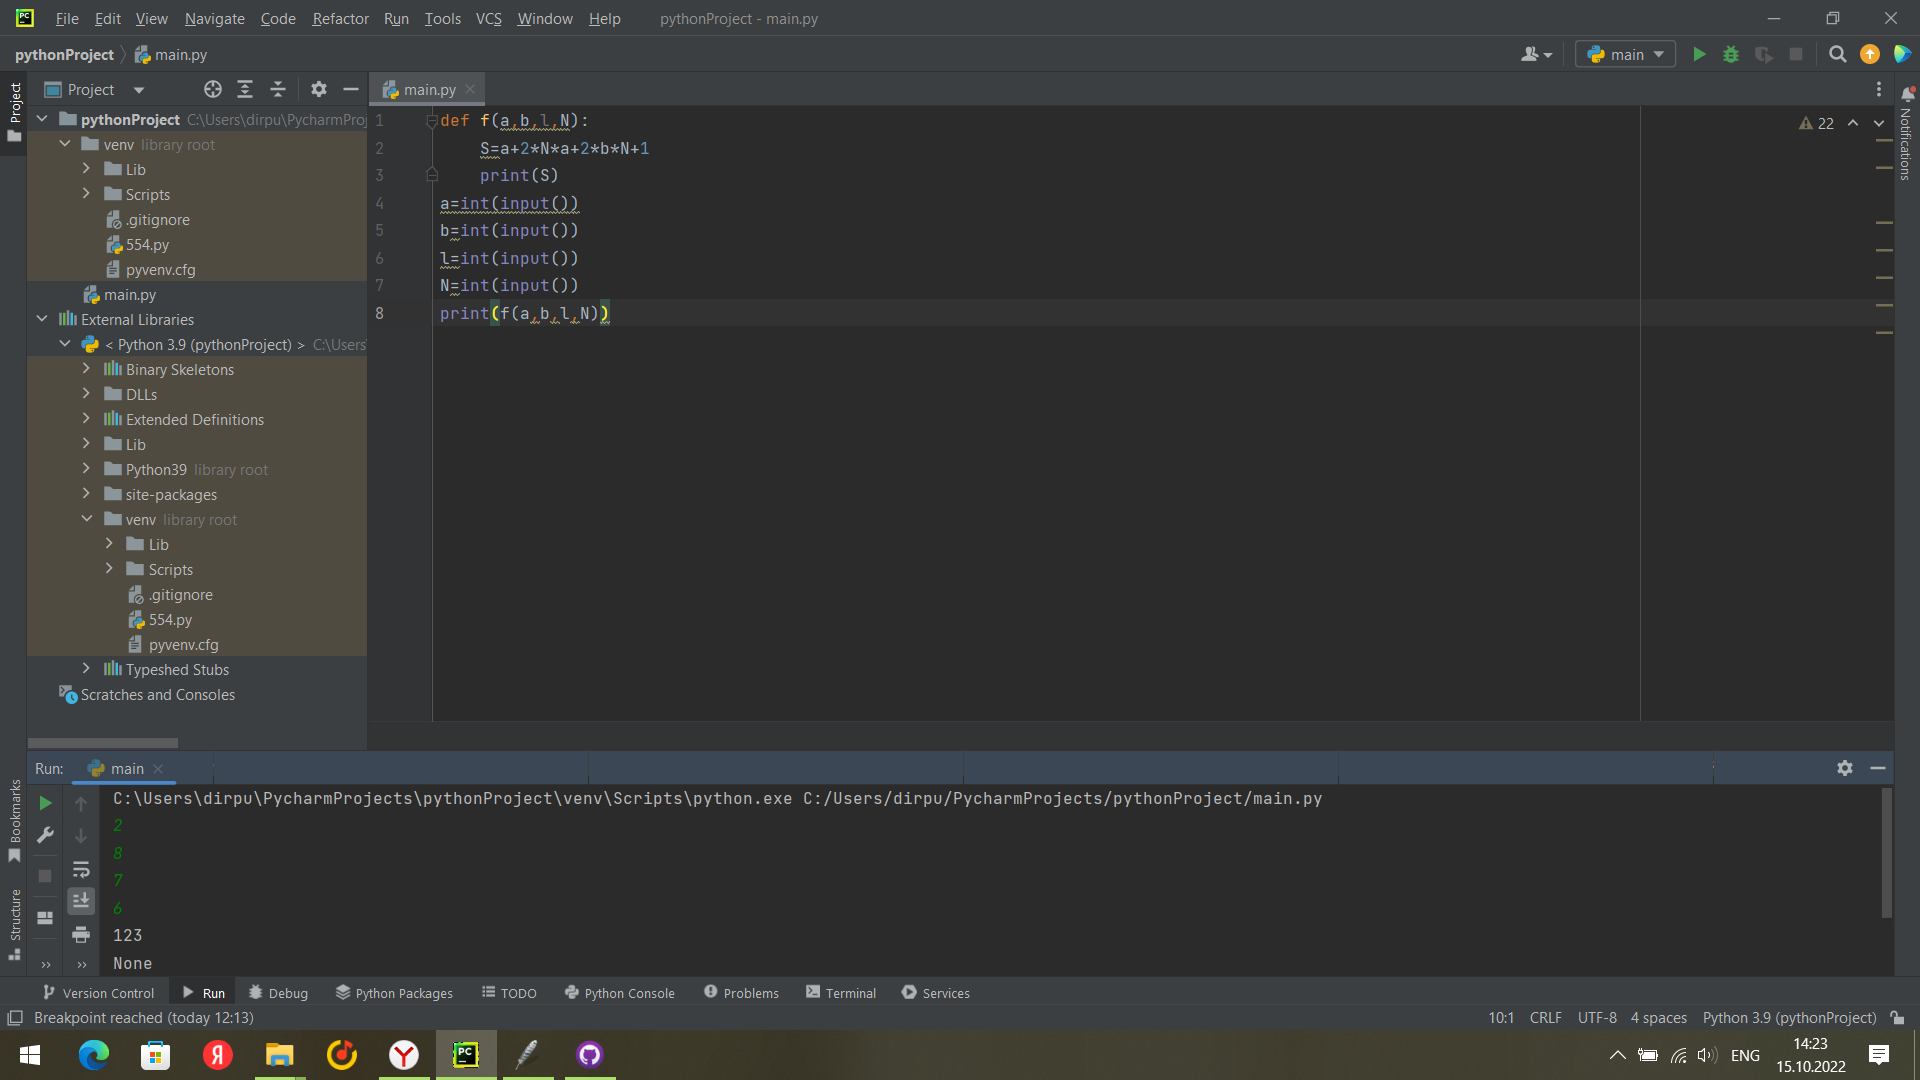 File Edit View Navigate Code Refactor Run Tools VCS Window Help pythonProject - main.py
pythonProject main.py
main
Project
main.py
Project
Notifications
pythonProject C:\Users\dirpu\PycharmProj
venv library root
Lib
Scripts
.gitignore
554.py
pyvenv.cfg
main.py
External Libraries
< Python 3.9 (pythonProject) > C:\Users
Binary Skeletons
DLLs
Extended Definitions
Lib
Python39 library root
site-packages
venv library root
Lib
Scripts
.gitignore
554.py
pyvenv.cfg
Typeshed Stubs
Scratches and Consoles
22
1 def f(a,b,l,N):
2 S=a+2*N*a+2*b*N+1
3 print(S)
4 a=int(input())
5 b=int(input())
6 l=int(input())
7 N=int(input())
8 print(f(a,b,l,N))
Run: main
Bookmarks
Structure
C:\Users\dirpu\PycharmProjects\pythonProject\venv\Scripts\python.exe C:/Users/dirpu/PycharmProjects/pythonProject/main.py
2
8
7
6
123
None
Version Control Run Debug Python Packages TODO Python Console Problems Terminal Services
Breakpoint reached (today 12:13) 10:1 CRLF UTF-8 4 spaces Python 3.9 (pythonProject)
ENG
14:23
15.10.2022